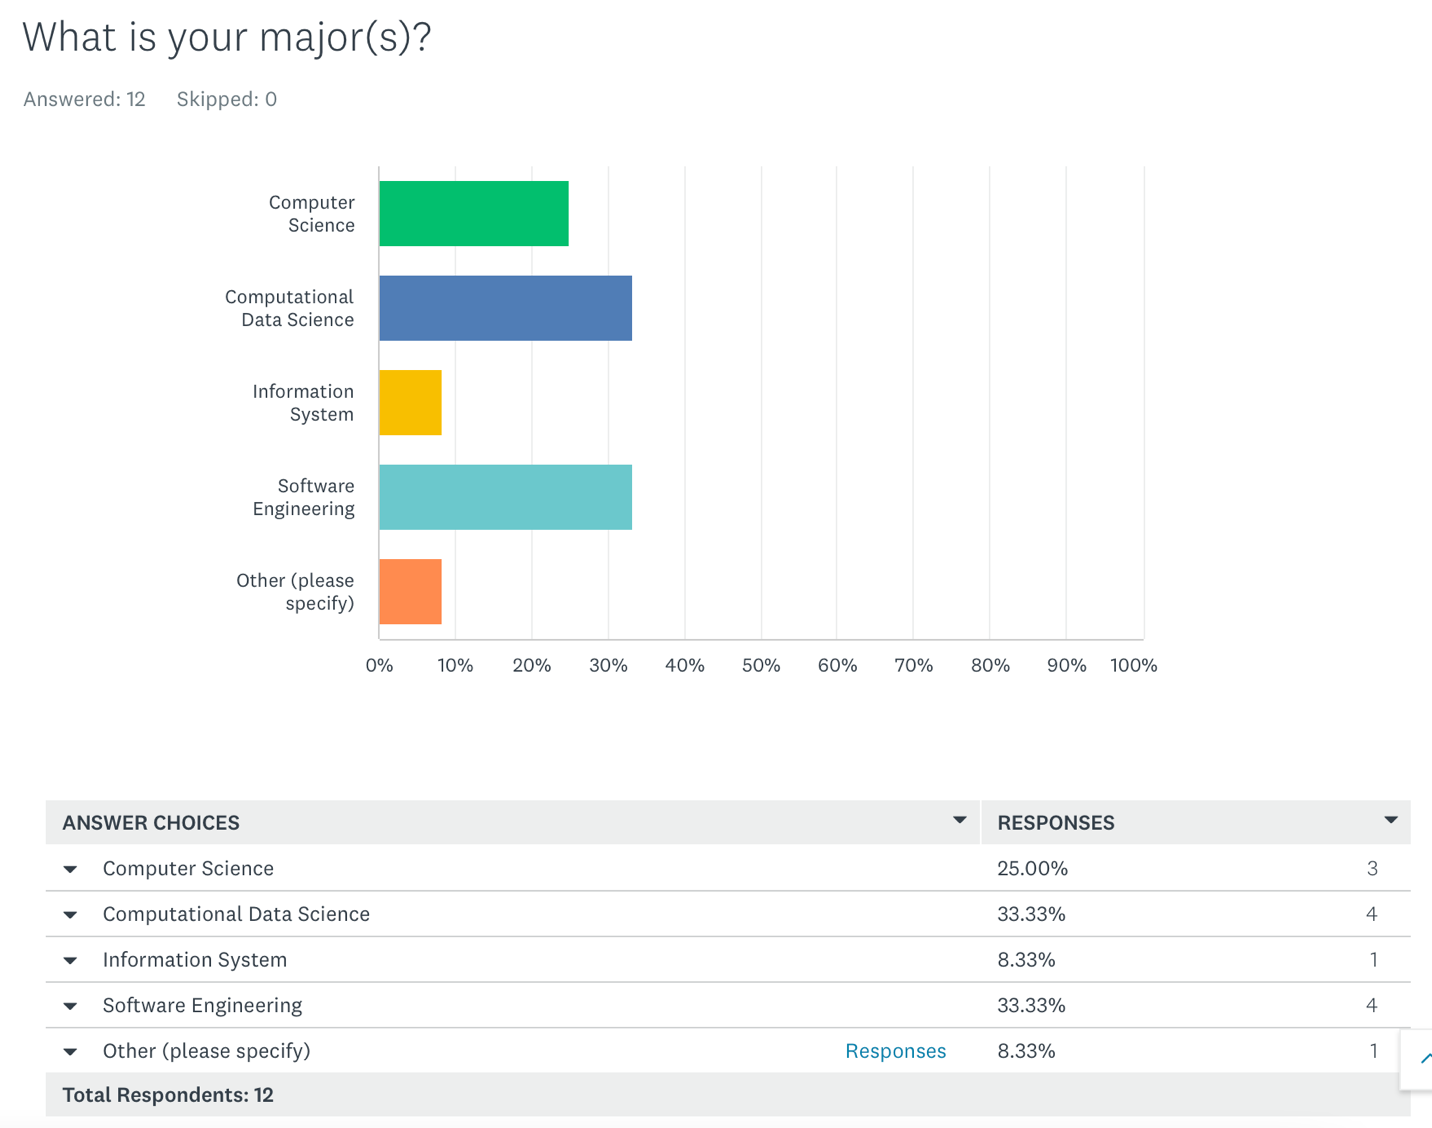 What is your major(s)?
Answered: 12 Skipped: 0
Computer
Science
Computational
Data Science
Information
System
Software
Engineering
Other (please
specify)
0% 10% 20% 30% 40% 50% 60% 70% 80% 90% 100%
ANSWER CHOICES RESPONSES
Computer Science 25.00% 3
Computational Data Science 33.33% 4
Information System 8.33% 1
Software Engineering 33.33% 4
Other (please specify) Responses 8.33% 1
Total Respondents: 12